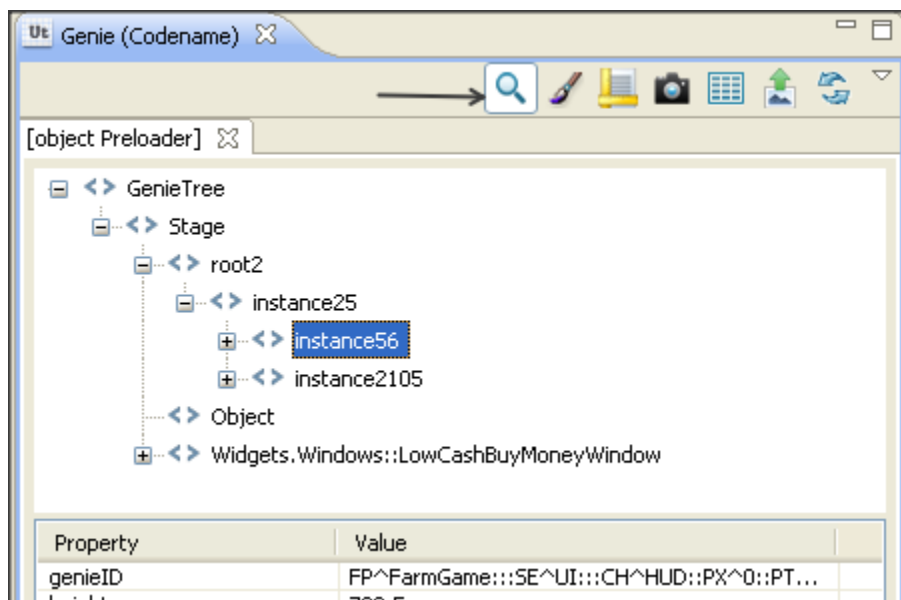 Ut Genie (Codename)
[object Preloader]
GenieTree
Stage
root2
instance25
instance56
instance2105
Object
Widgets.Windows::LowCashBuyMoneyWindow
Property Value
genieID FP^FarmGame:::SE^UI:::CH^HUD::PX^0::PT...